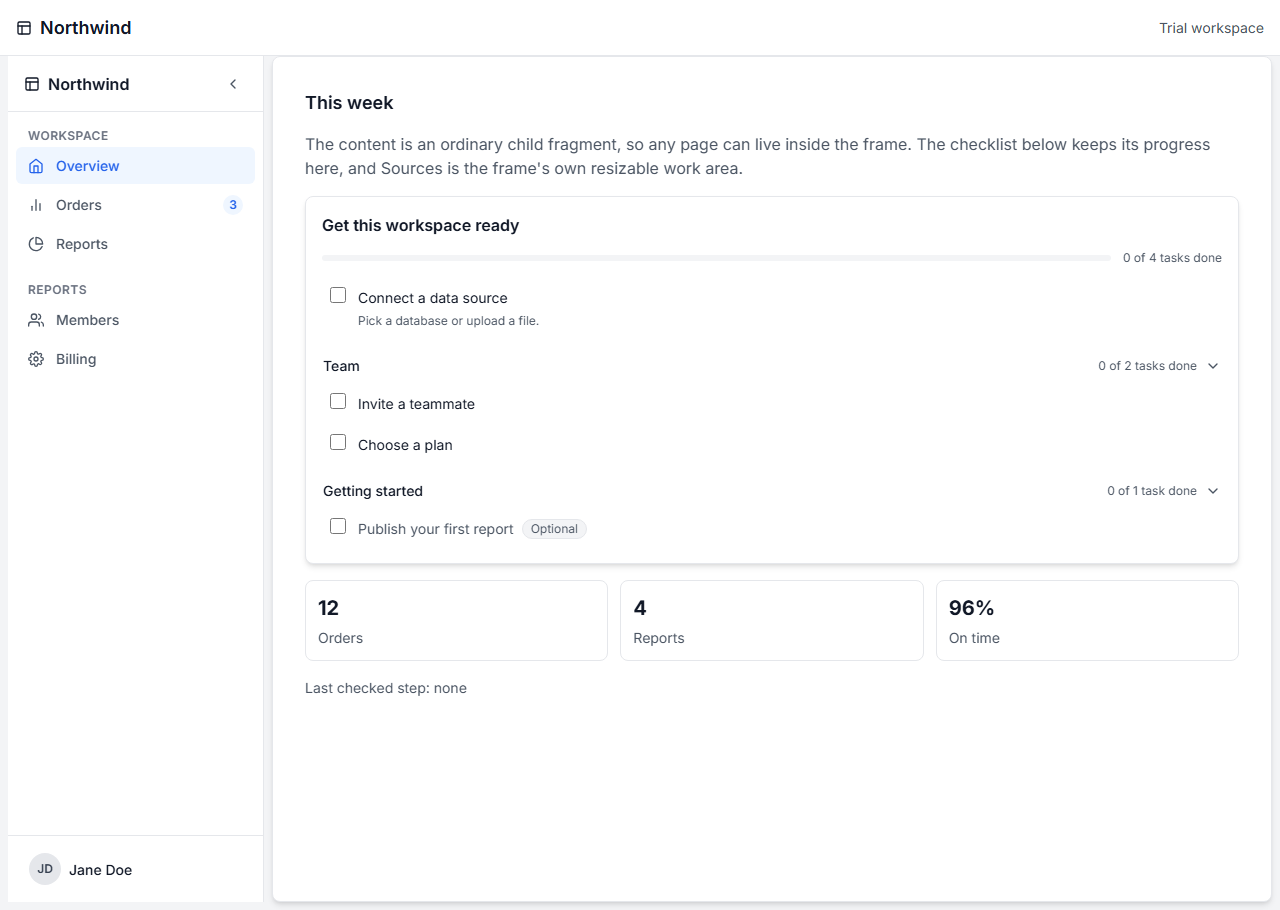 Northwind
Trial workspace
Northwind
WORKSPACE
Overview
Orders 3
Reports
REPORTS
Members
Billing
JD Jane Doe
This week
The content is an ordinary child fragment, so any page can live inside the frame. The checklist below keeps its progress
here, and Sources is the frame's own resizable work area.
Get this workspace ready
0 of 4 tasks done
Connect a data source
Pick a database or upload a file.
Team 0 of 2 tasks done
Invite a teammate
Choose a plan
Getting started 0 of 1 task done
Publish your first report Optional
12
Orders
4
Reports
96%
On time
Last checked step: none